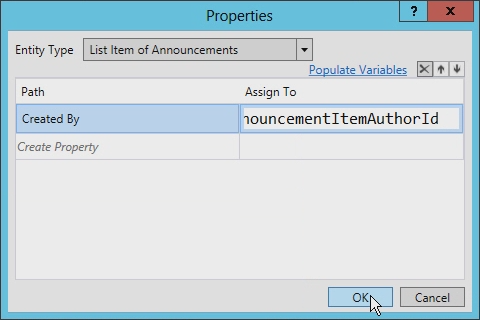 Properties
?
x
Entity Type
List Item of Announcements
Populate Variables
Path
Assign To
Created By
nouncementItemAuthorId
Create Property
OK
Cancel